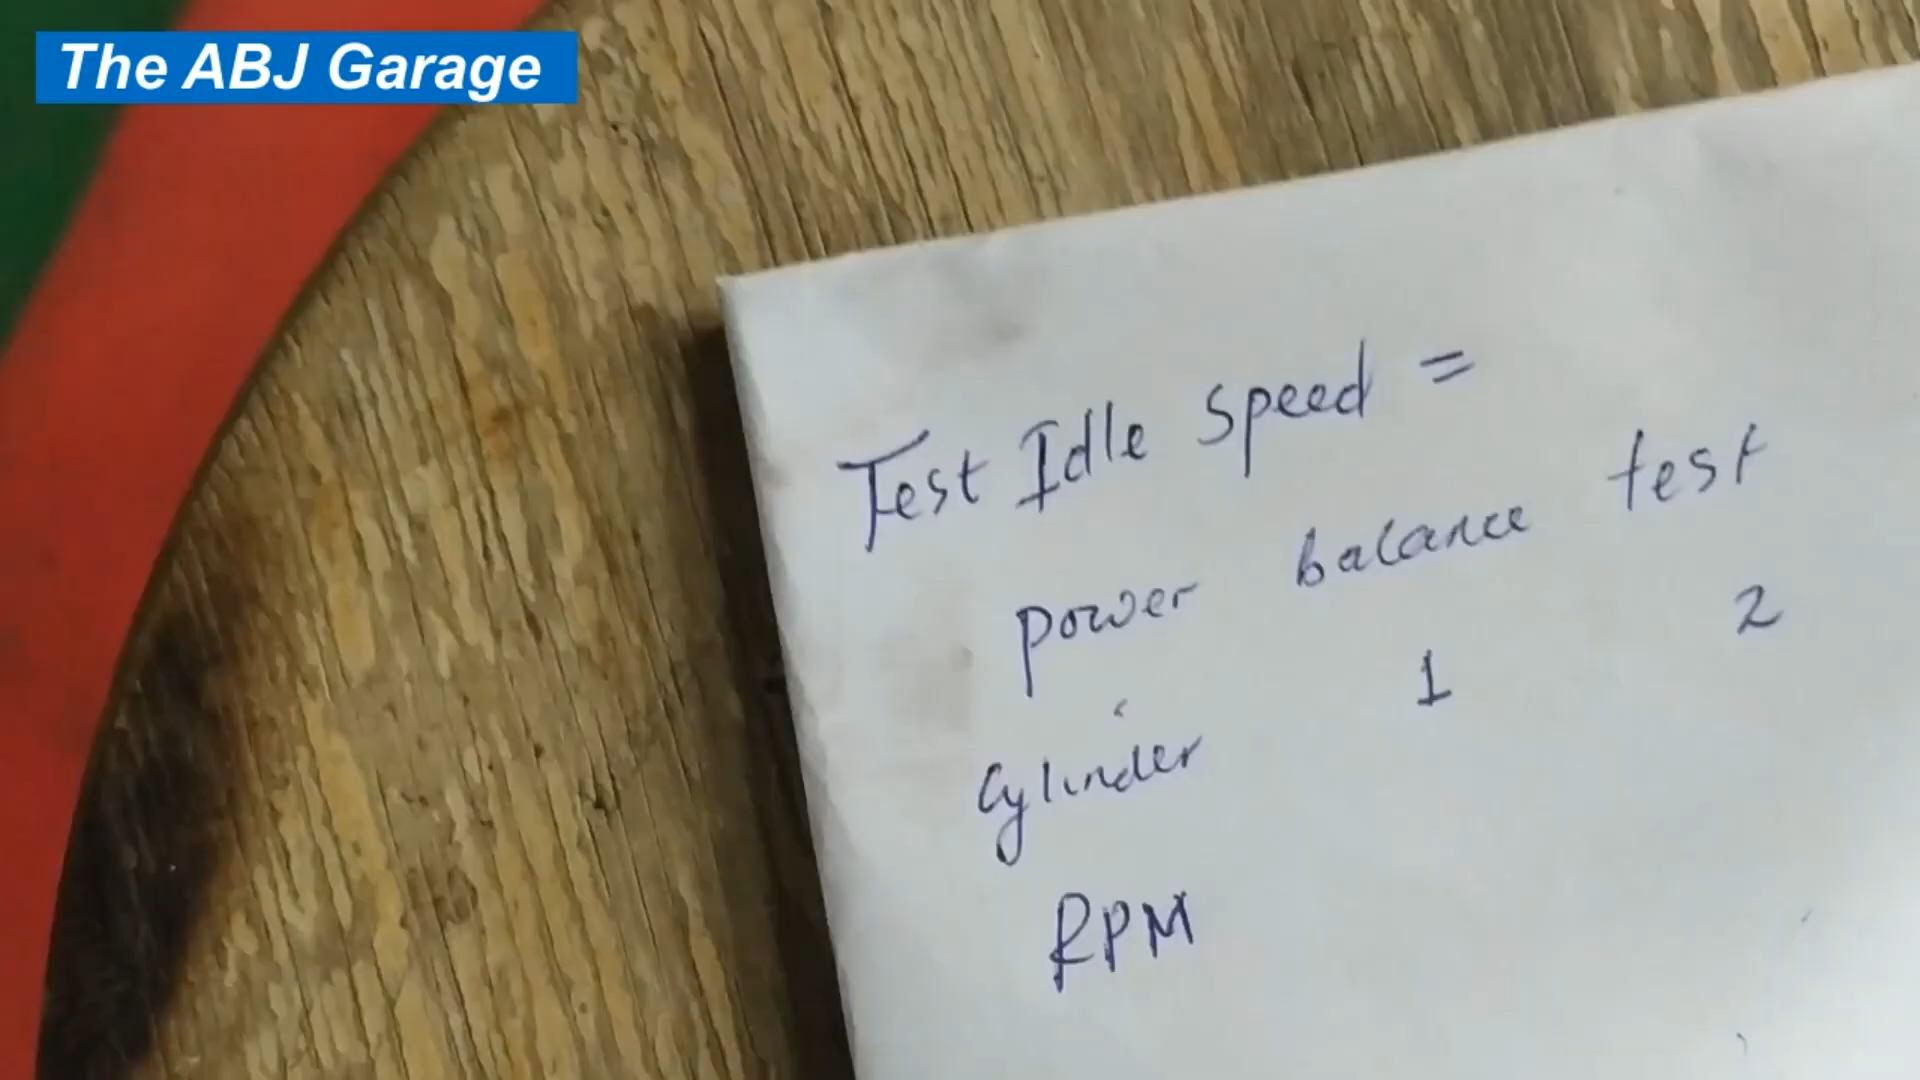 The ABJ Garage
Test Idle Speed =
power balance test
Cylinder 1 2
RPM